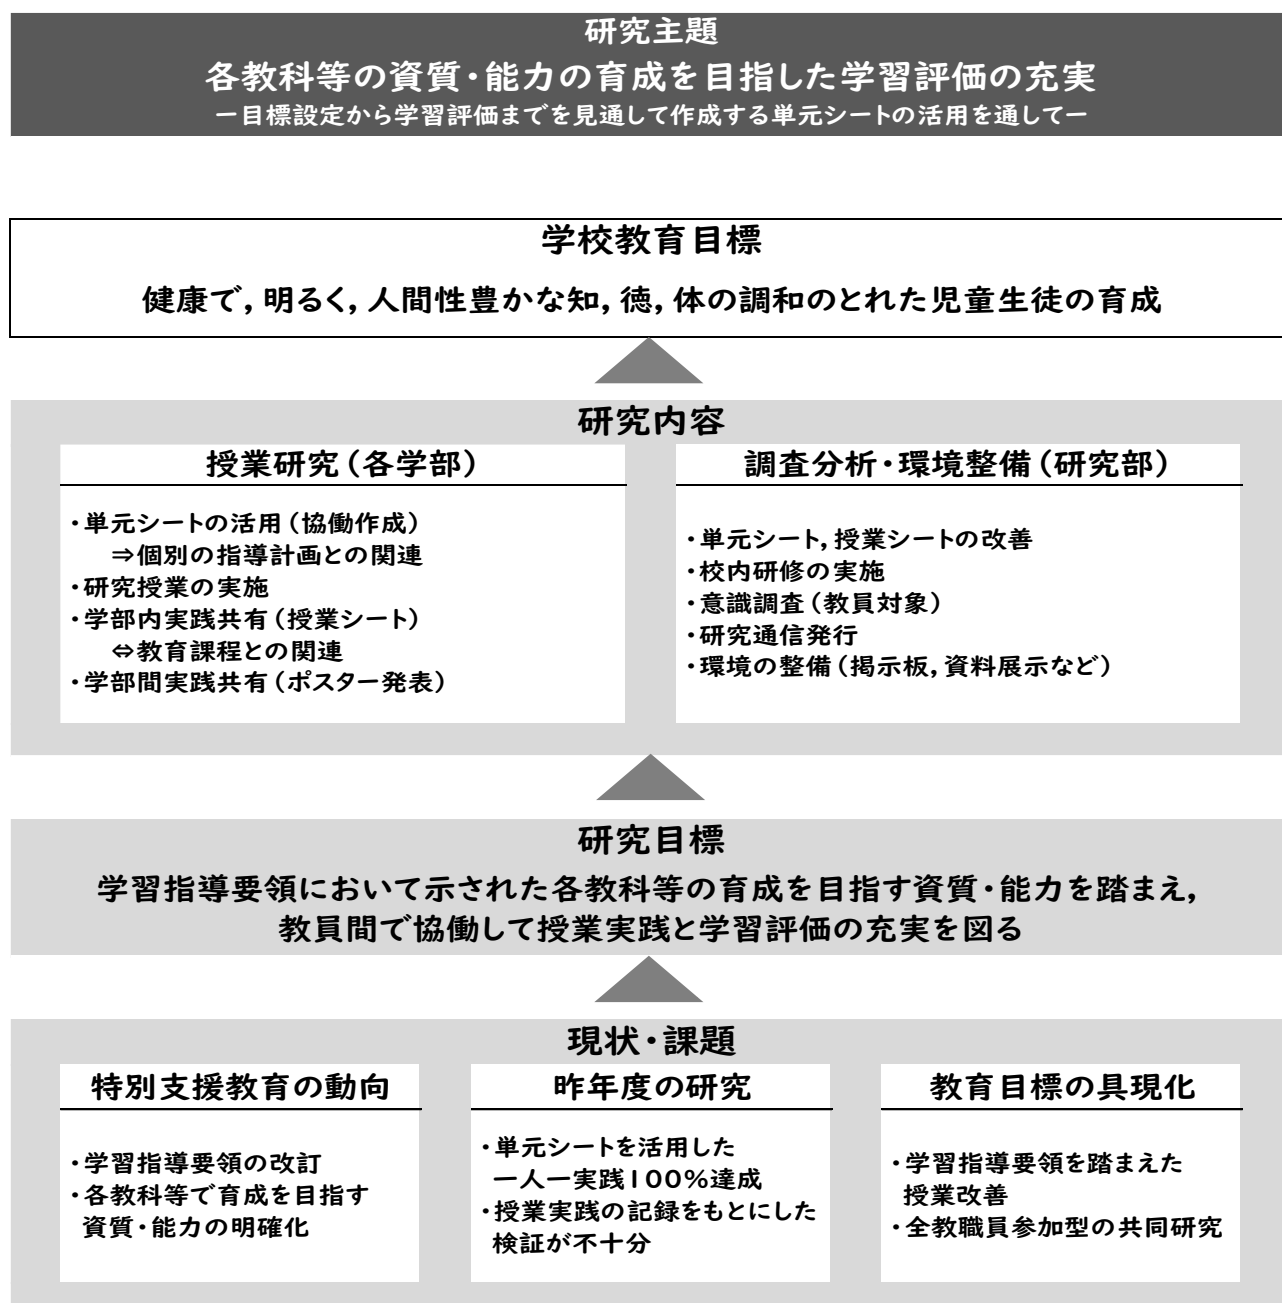 研究主題
各教科等の資質・能力の育成を目指した学習評価の充実
ー目標設定から学習評価までを見通して作成する単元シートの活用を通してー
学校教育目標
健康で，明るく，人間性豊かな知，徳，体の調和のとれた児童生徒の育成
研究内容
授業研究（各学部）
・単元シートの活用（協働作成）
⇒個別の指導計画との関連
・研究授業の実施
・学部内実践共有（授業シート）
⇔教育課程との関連
・学部間実践共有（ポスター発表）
調査分析・環境整備（研究部）
・単元シート，授業シートの改善
・校内研修の実施
・意識調査（教員対象）
・研究通信発行
・環境の整備（掲示板，資料展示など）
研究目標
学習指導要領において示された各教科等の育成を目指す資質・能力を踏まえ，
教員間で協働して授業実践と学習評価の充実を図る
現状・課題
特別支援教育の動向
・学習指導要領の改訂
・各教科等で育成を目指す
資質・能力の明確化
昨年度の研究
・単元シートを活用した
一人一実践100％達成
・授業実践の記録をもとにした
検証が不十分
教育目標の具現化
・学習指導要領を踏まえた
授業改善
・全教職員参加型の共同研究